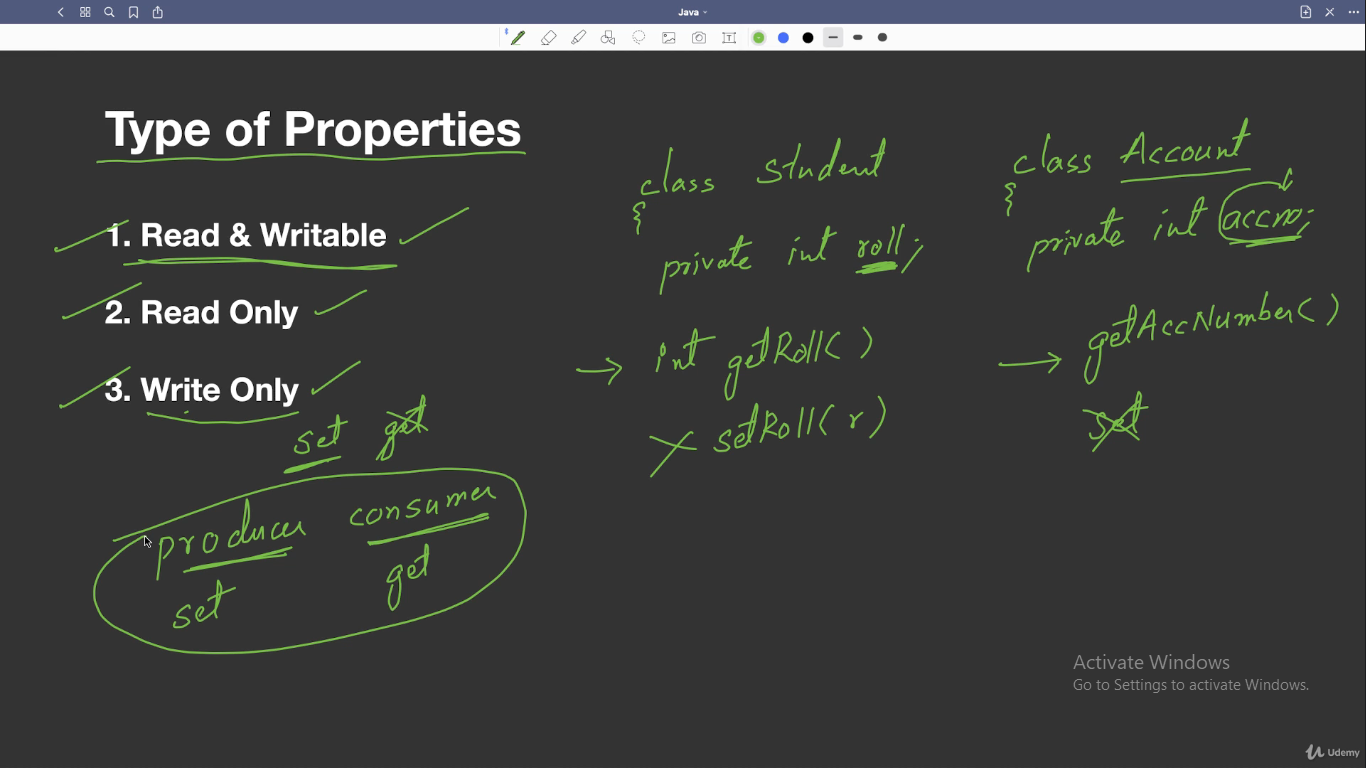 Java
Type of Properties
1. Read & Writable
2. Read Only
3. Write Only
set get
producer consumer
set get
class Student
{
private int roll;
int getRoll( )
setRoll( r )
class Account
{
private int accno;
getAccNumber( )
set
Activate Windows
Go to Settings to activate Windows.
Udemy